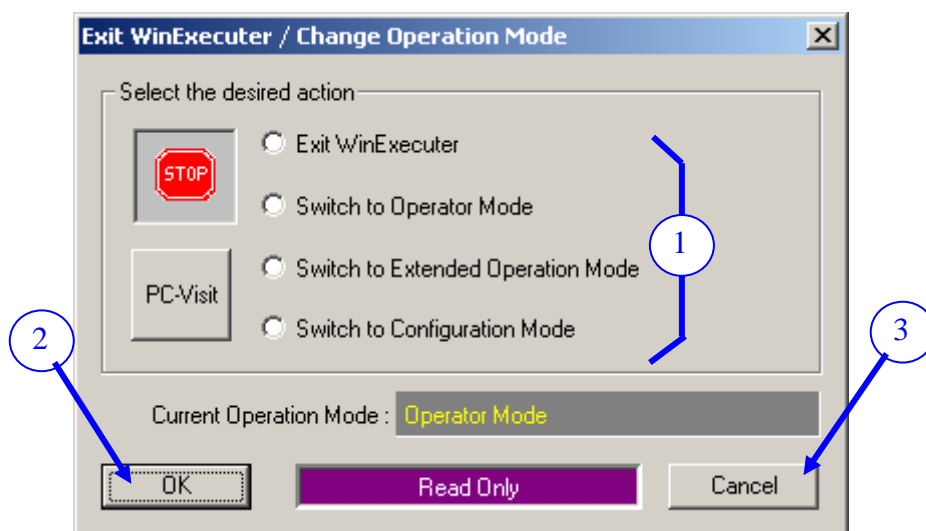 Exit WinExecuter / Change Operation Mode
Select the desired action
STOP
Exit WinExecuter
Switch to Operator Mode
1
Switch to Extended Operation Mode
PC-Visit
Switch to Configuration Mode
2
3
Current Operation Mode : Operator Mode
OK
Read Only
Cancel